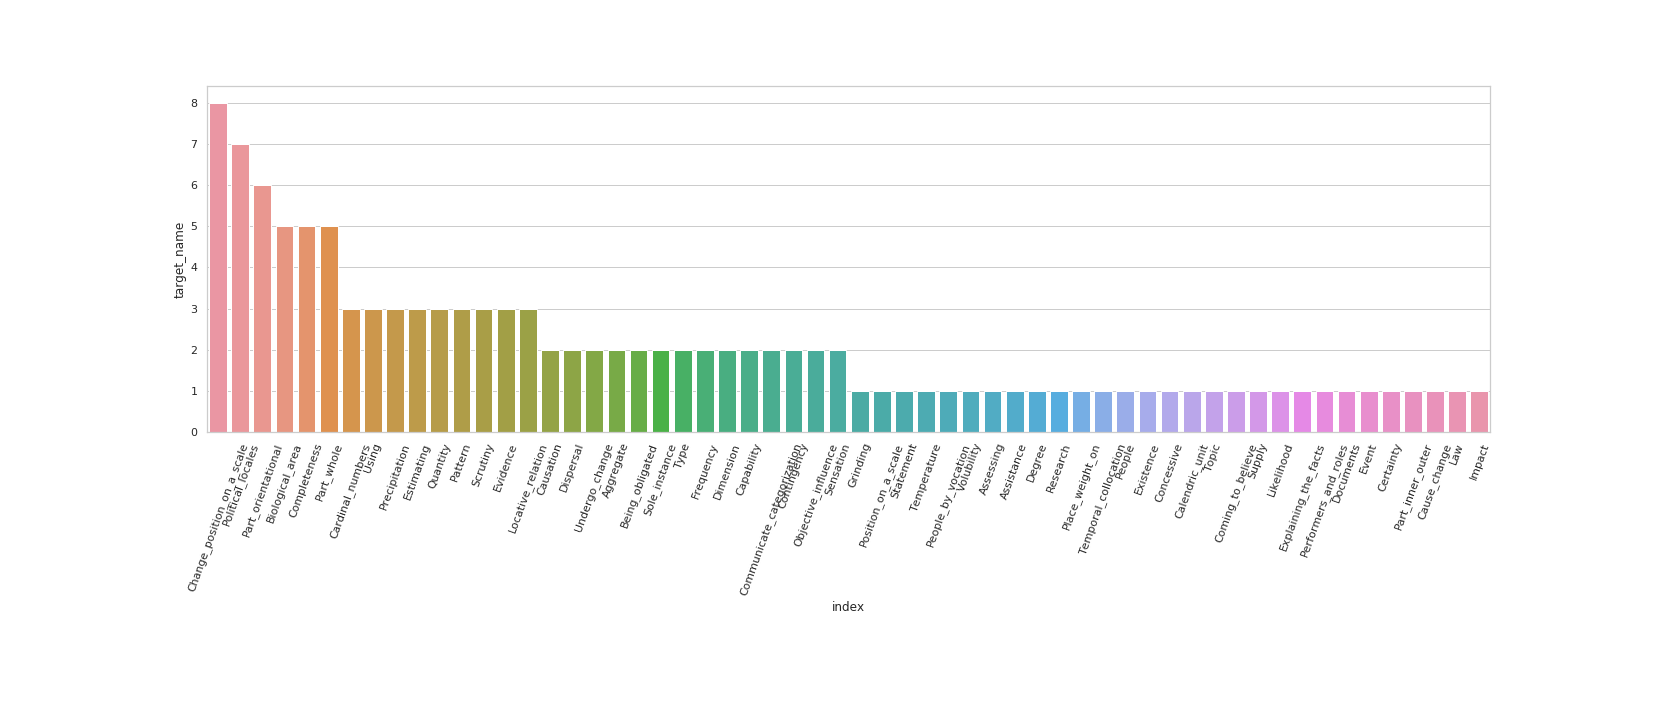 target_name
8
7
6
5
4
3
2
1
0
Change_position_on_a_scale
Political_locales
Part_orientational
Biological_area
Completeness
Part_whole
Cardinal_numbers
Using
Precipitation
Estimating
Quantity
Pattern
Scrutiny
Evidence
Locative_relation
Causation
Dispersal
Undergo_change
Aggregate
Being_obligated
Sole_instance
Type
Frequency
Dimension
Capability
Communicate_categorization
Contingency
Objective_influence
Sensation
Grinding
Position_on_a_scale
Statement
Temperature
People_by_vocation
Volubility
Assessing
Assistance
Degree
Research
Place_weight_on
Temporal_collocation
People
Existence
Concessive
Calendric_unit
Topic
Coming_to_believe
Supply
Likelihood
Explaining_the_facts
Performers_and_roles
Documents
Event
Certainty
Part_inner_outer
Cause_change
Law
Impact
index